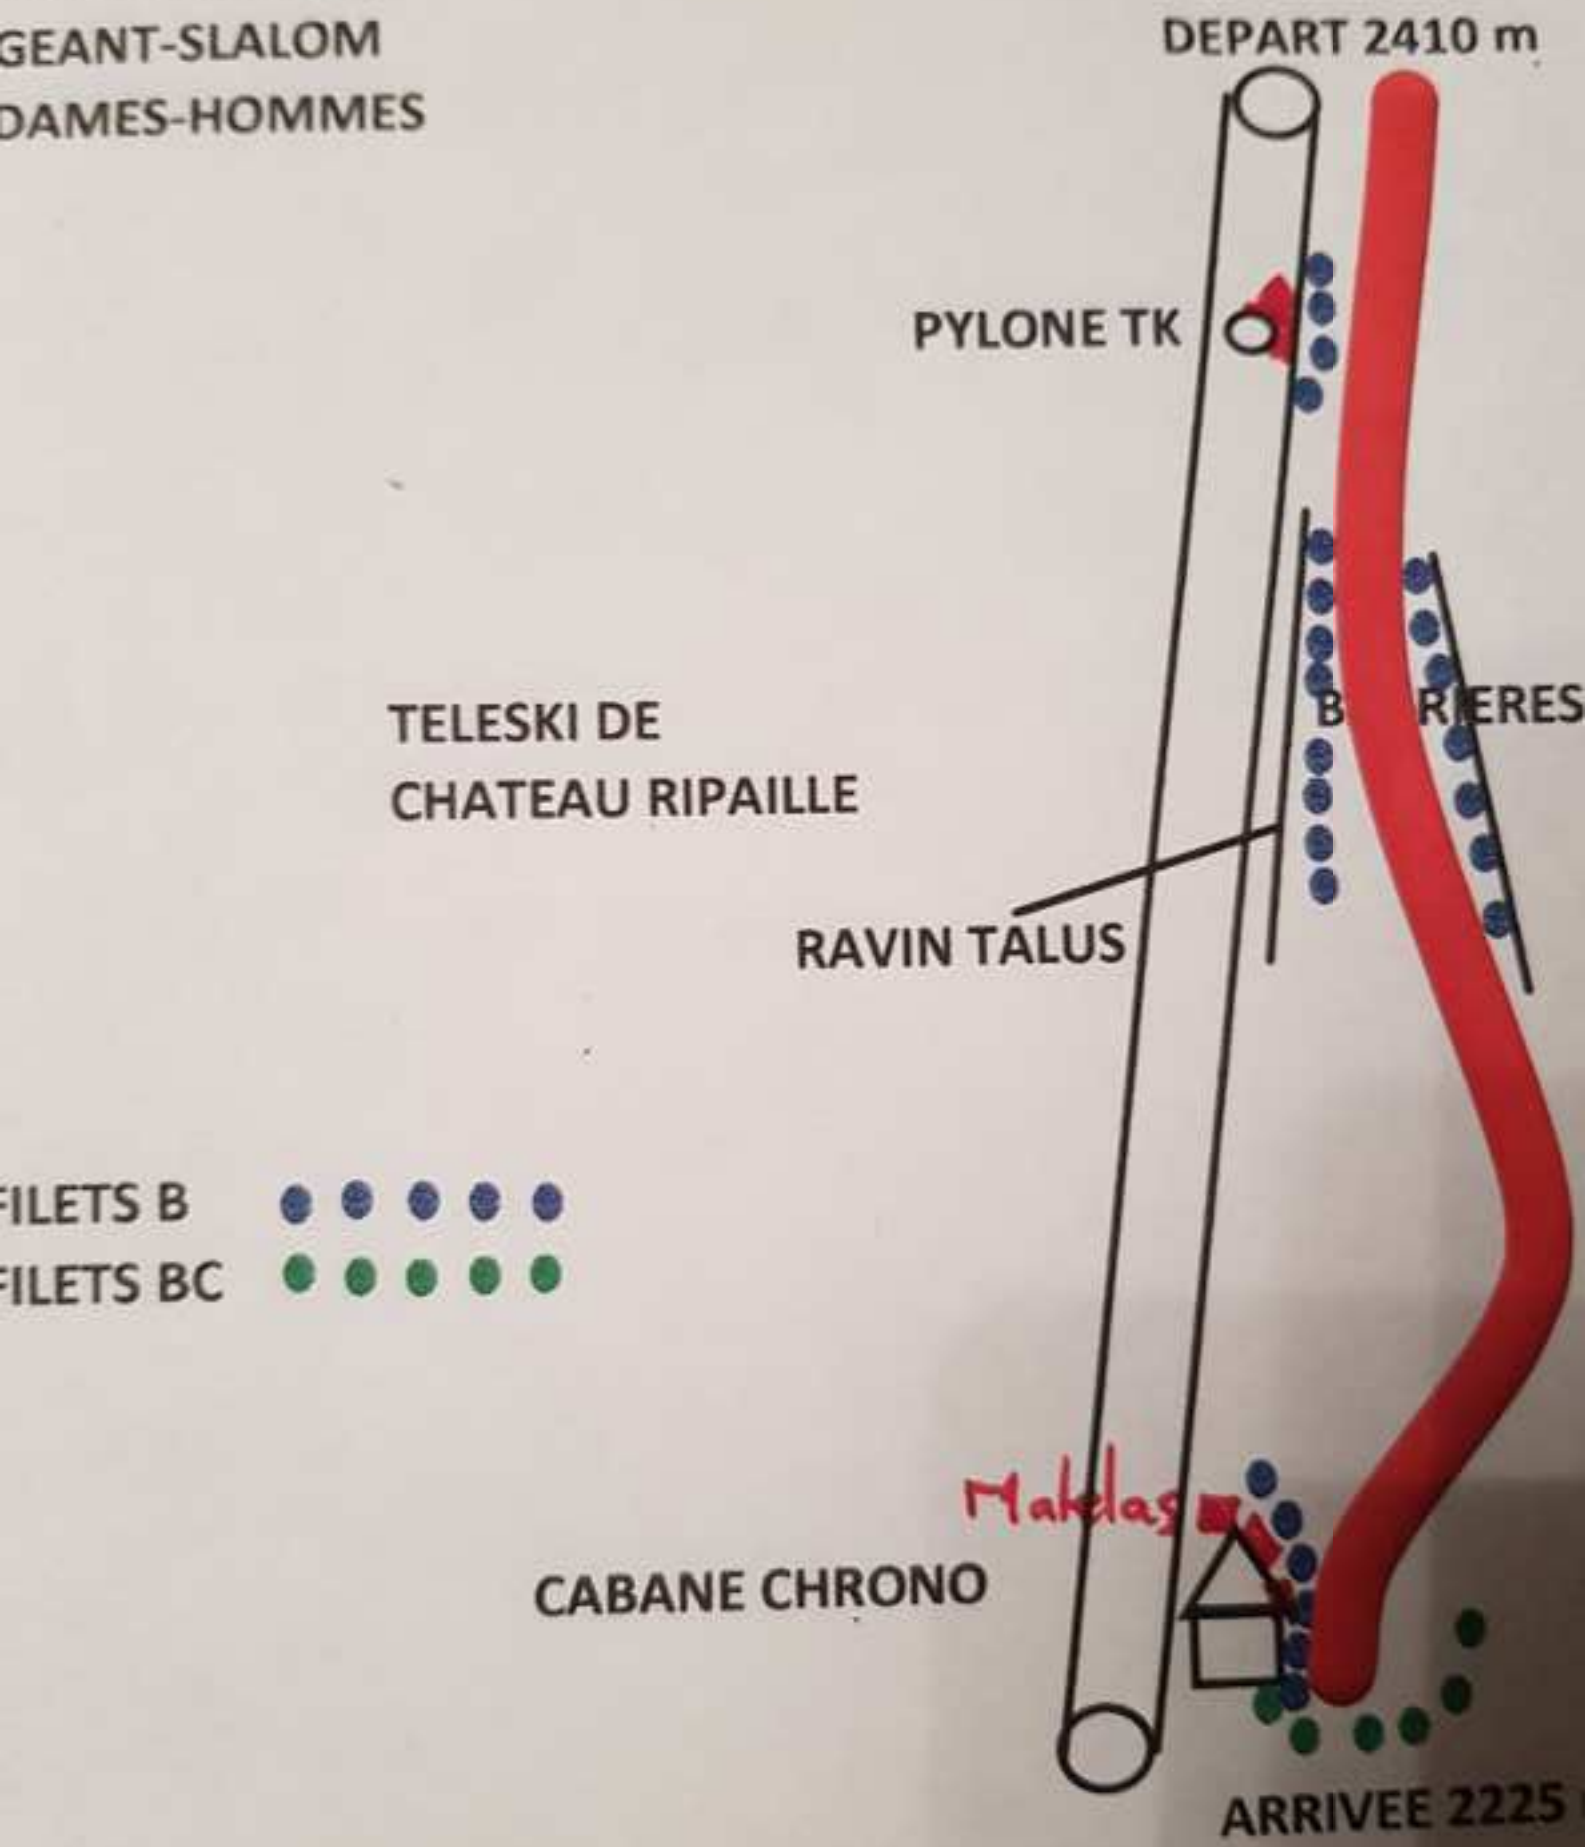 GEANT-SLALOM
DEPART 2410 m
DAMES-HOMMES
PYLONE TK
TELESKI DE
CHATEAU RIPAILLE
RAVIN TALUS
FILETS B
FILETS BC
CABANE CHRONO
ARRIVEE 2225